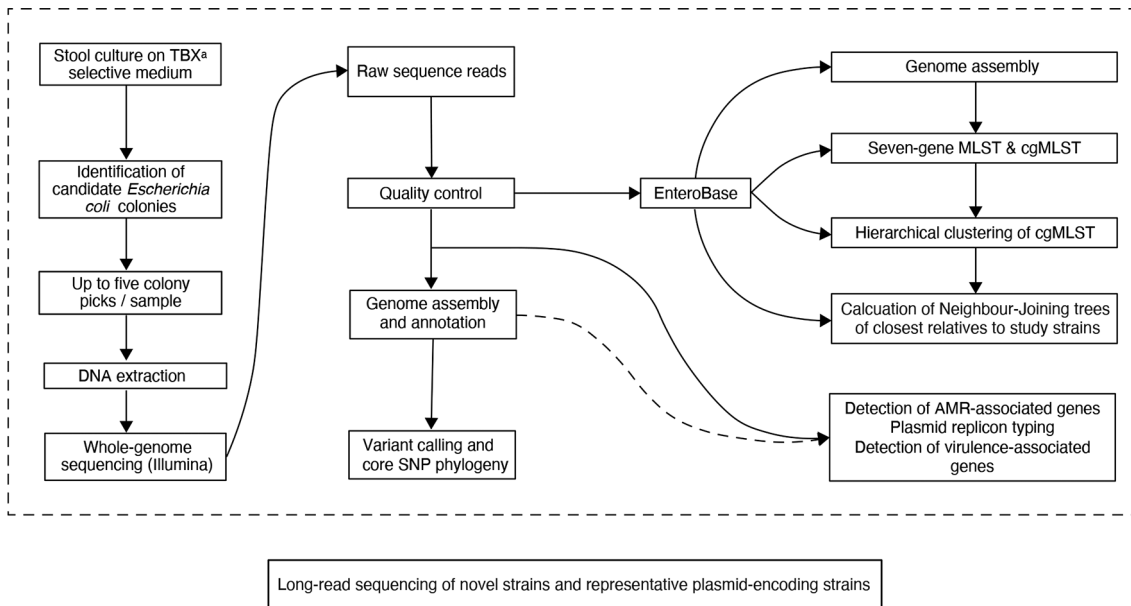 Stool culture on TBXᵃ
selective medium
Identification of
candidate Escherichia
coli colonies
Up to five colony
picks / sample
DNA extraction
Whole-genome
sequencing (Illumina)
Raw sequence reads
Quality control
Genome assembly
and annotation
Variant calling and
core SNP phylogeny
EnteroBase
Genome assembly
Seven-gene MLST & cgMLST
Hierarchical clustering of cgMLST
Calcuation of Neighbour-Joining trees
of closest relatives to study strains
Detection of AMR-associated genes
Plasmid replicon typing
Detection of virulence-associated
genes
Long-read sequencing of novel strains and representative plasmid-encoding strains